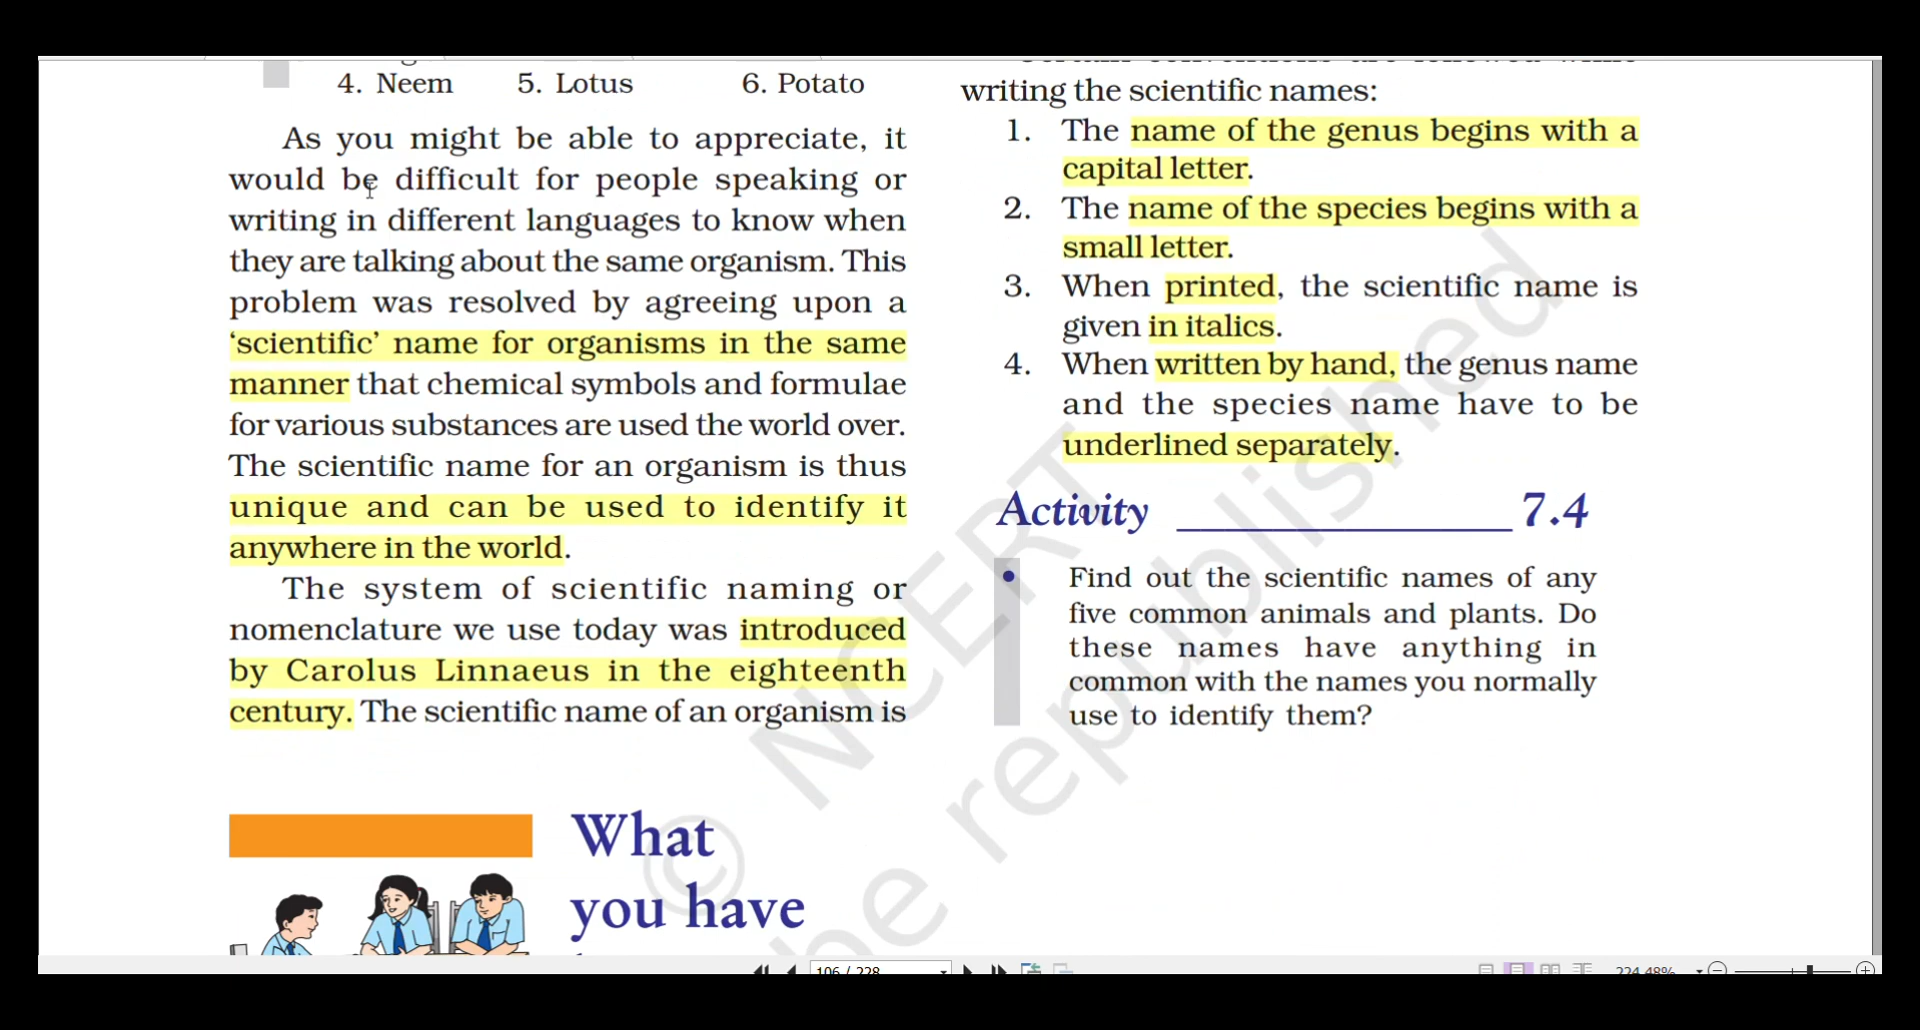 4. Neem 5. Lotus 6. Potato
As you might be able to appreciate, it
would be difficult for people speaking or
writing in different languages to know when
they are talking about the same organism. This
problem was resolved by agreeing upon a
‘scientific’ name for organisms in the same
manner that chemical symbols and formulae
for various substances are used the world over.
The scientific name for an organism is thus
unique and can be used to identify it
anywhere in the world.
The system of scientific naming or
nomenclature we use today was introduced
by Carolus Linnaeus in the eighteenth
century. The scientific name of an organism is
writing the scientific names:
1. The name of the genus begins with a
capital letter.
2. The name of the species begins with a
small letter.
3. When printed, the scientific name is
given in italics.
4. When written by hand, the genus name
and the species name have to be
underlined separately.
Activity 7.4
• Find out the scientific names of any
five common animals and plants. Do
these names have anything in
common with the names you normally
use to identify them?
What
you have
© NCERT
be republished
106 / 228
224.48%